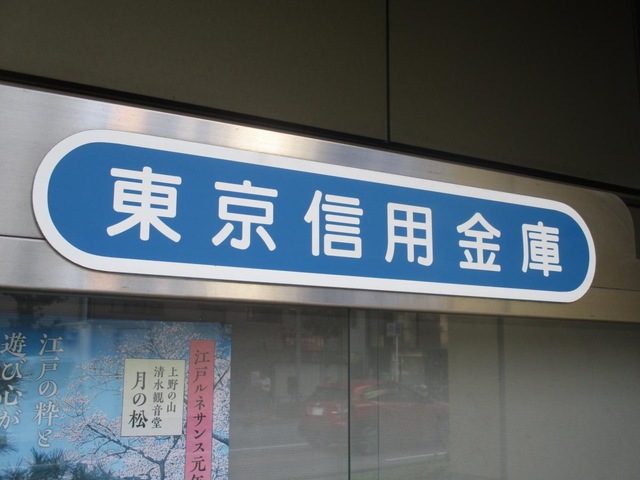 東京信用金庫
江戸ルネサンス元年
上野の山
清水観音堂
月の松
江戸の粋と
遊び心が